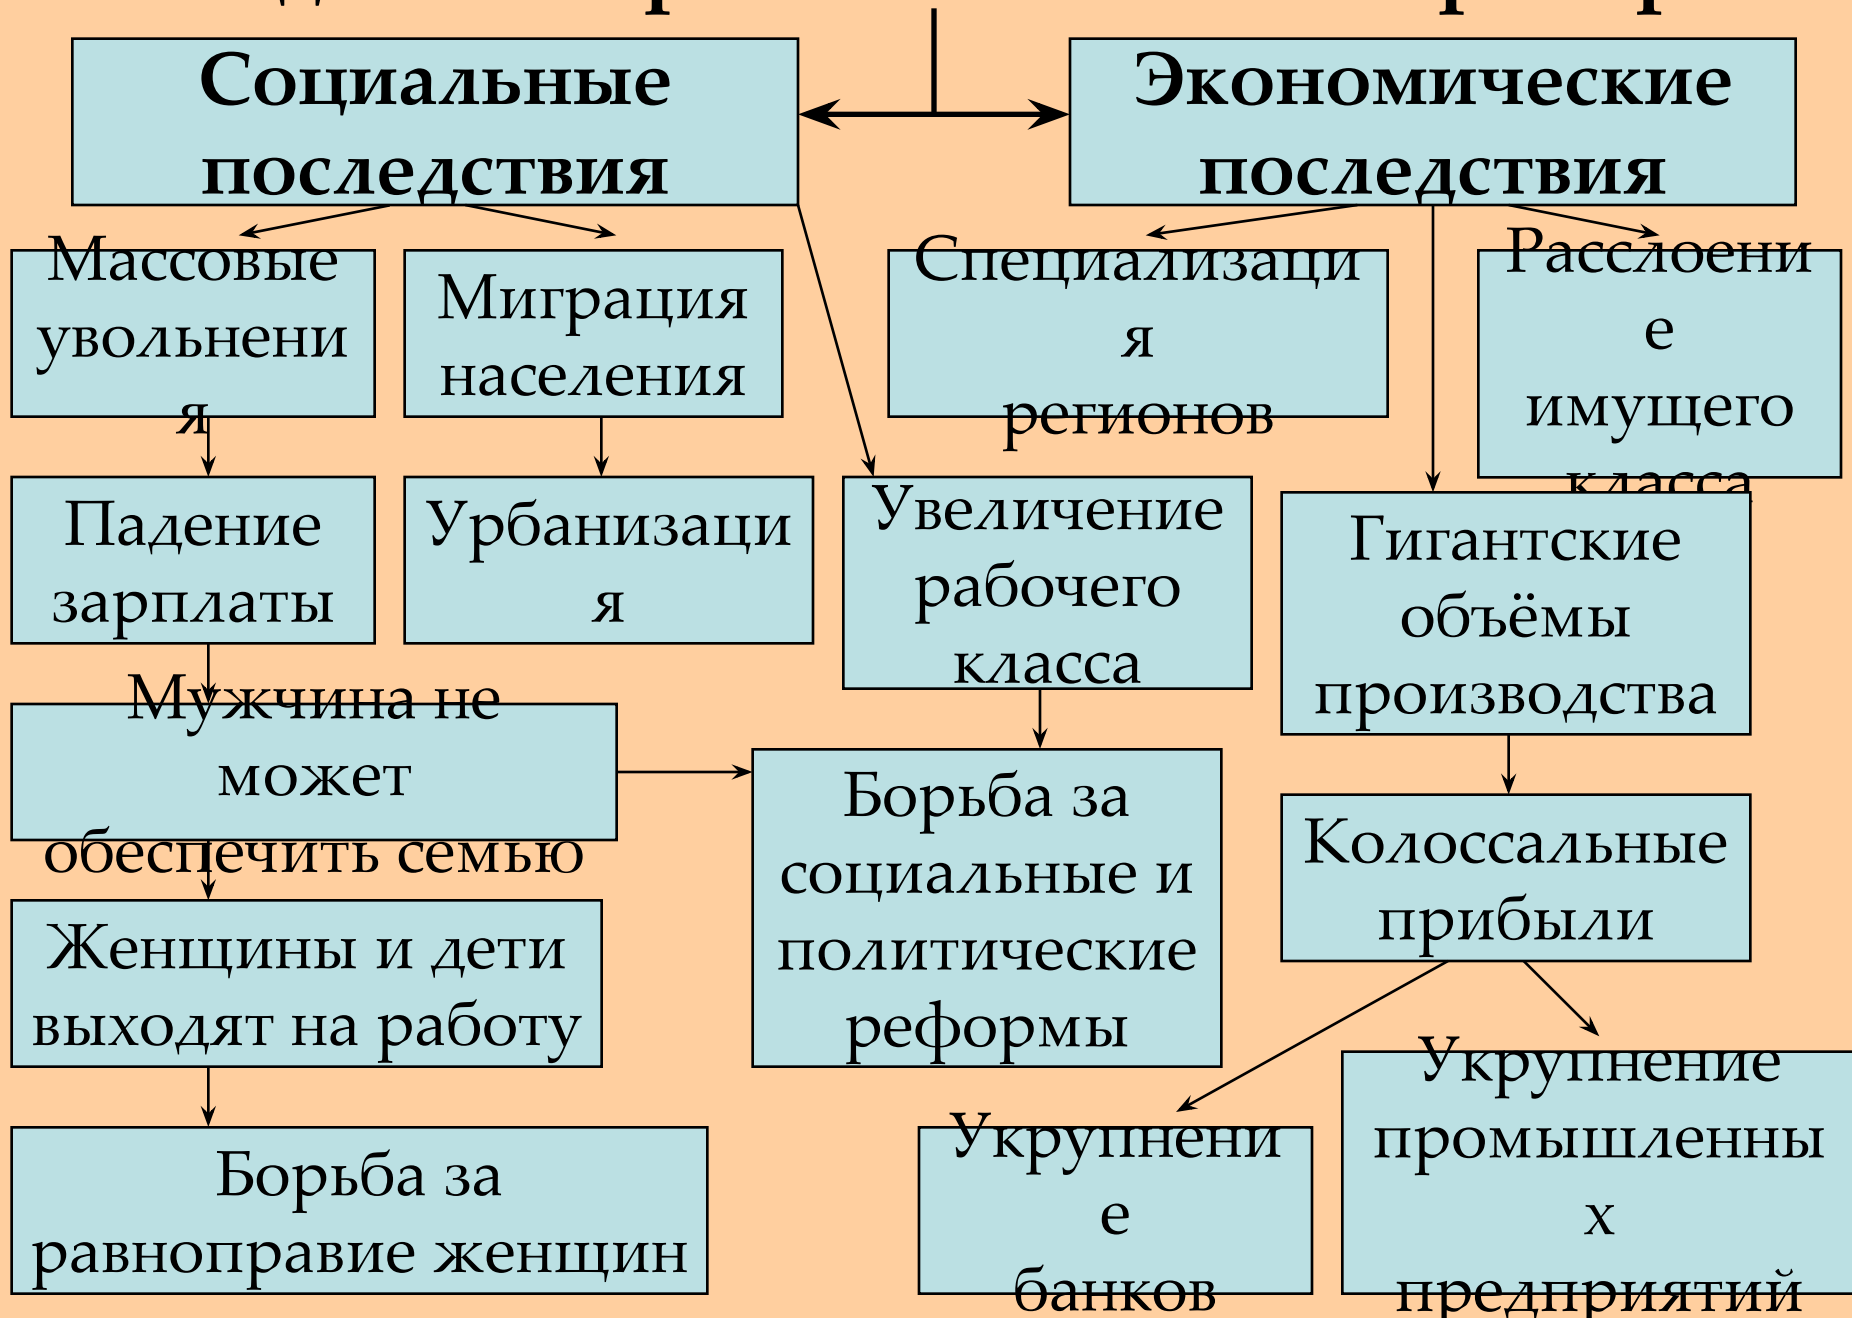 Социальные
последствия
Экономические
последствия
Массовые
увольнени
я
Миграция
населения
Специализаци
я
регионов
Расслоени
е
имущего
класса
Падение
зарплаты
Урбанизаци
я
Увеличение
рабочего
класса
Гигантские
объёмы
производства
Мужчина не
может
обеспечить семью
Борьба за
социальные и
политические
реформы
Колоссальные
прибыли
Женщины и дети
выходят на работу
Борьба за
равноправие женщин
Укрупнени
е
банков
Укрупнение
промышленны
х
предприятий